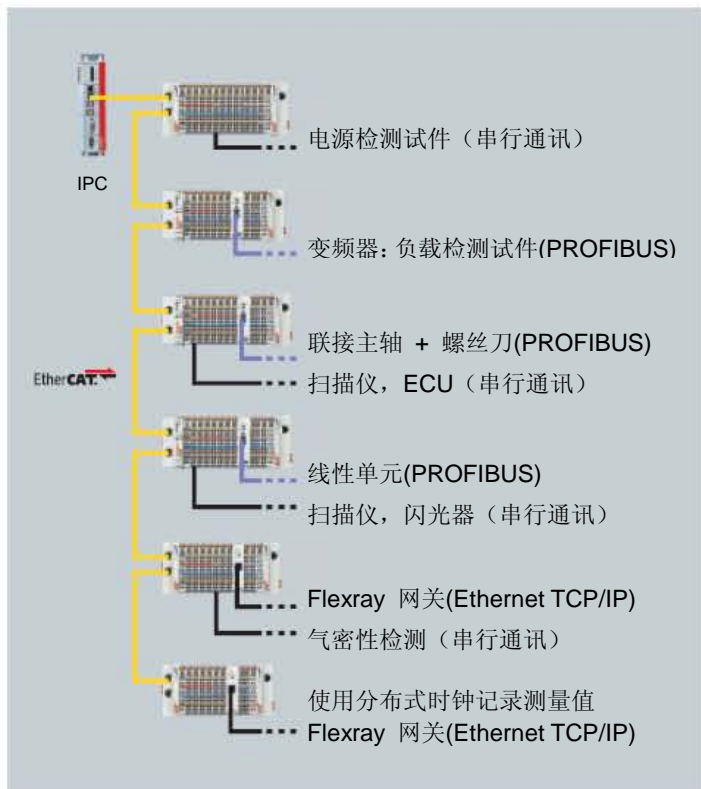 IPC
电源检测试件（串行通讯）
变频器：负载检测试件(PROFIBUS)
联接主轴 + 螺丝刀(PROFIBUS)
EtherCAT
扫描仪，ECU（串行通讯）
线性单元(PROFIBUS)
扫描仪，闪光器（串行通讯）
Flexray 网关(Ethernet TCP/IP)
气密性检测（串行通讯）
使用分布式时钟记录测量值
Flexray 网关(Ethernet TCP/IP)